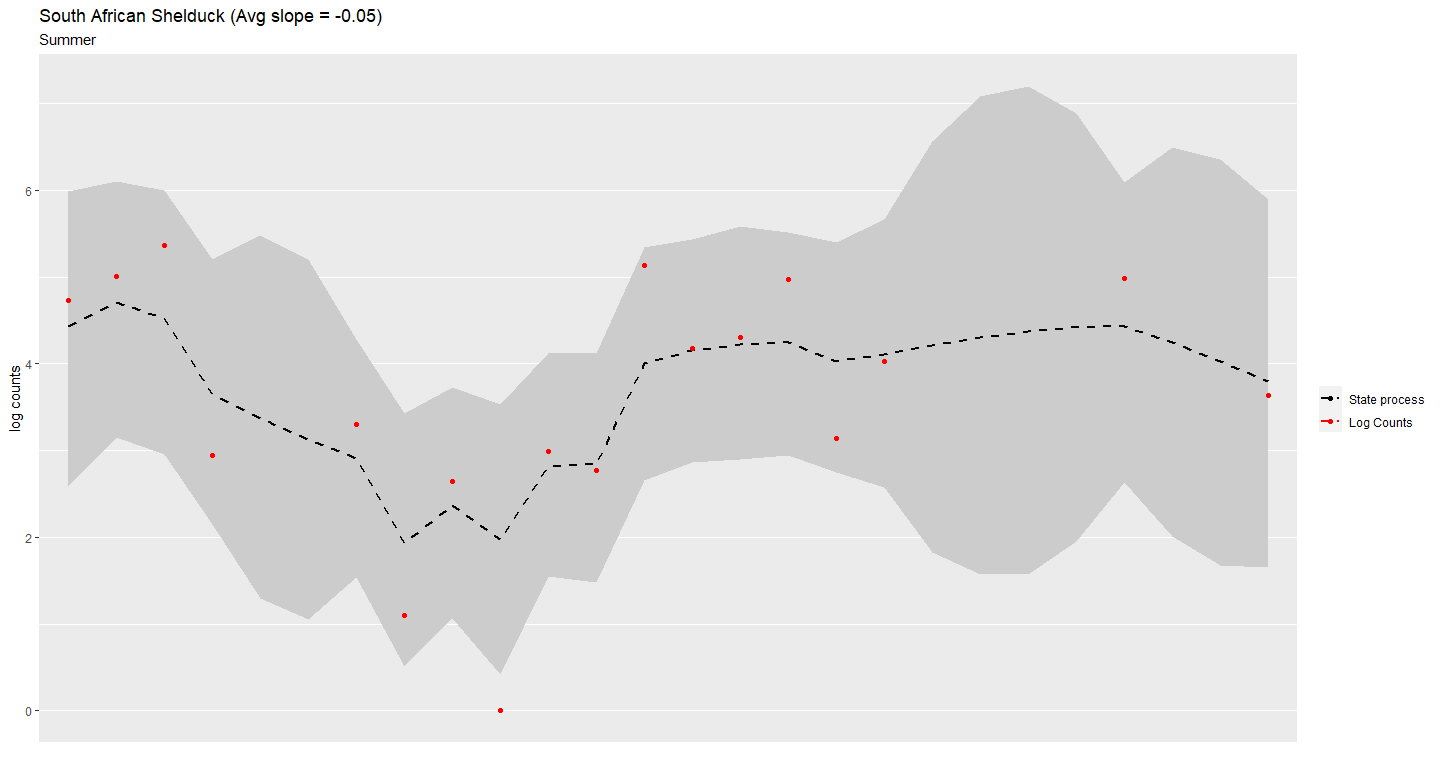 South African Shelduck (Avg slope = -0.05)
Summer
6
4
2
0
log counts
State process
Log Counts